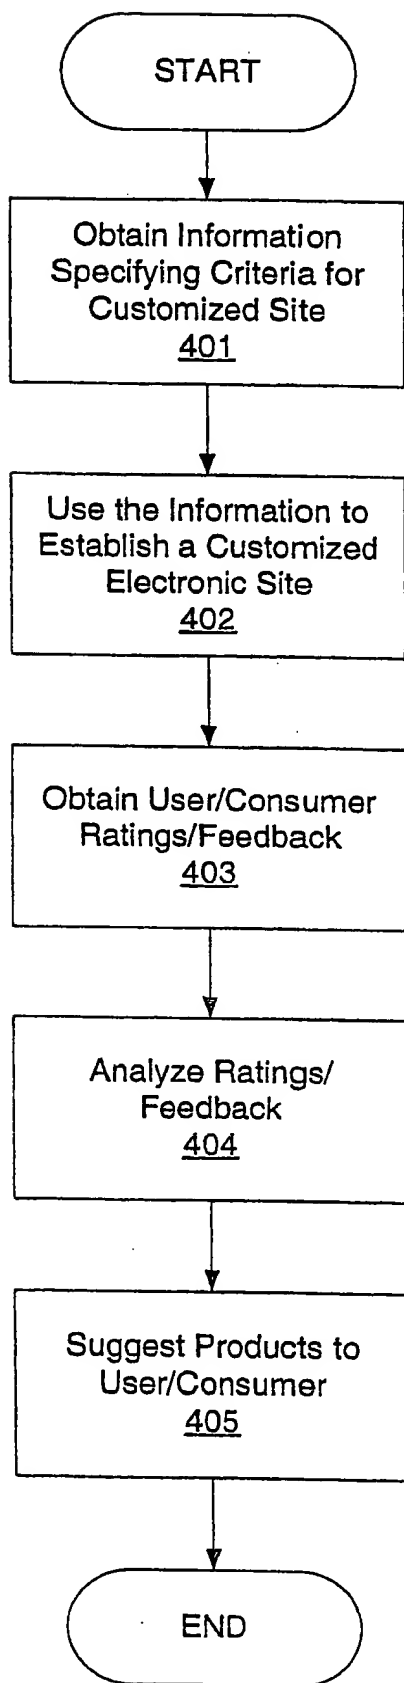 START
Obtain Information
Specifying Criteria for
Customized Site
401
Use the Information to
Establish a Customized
Electronic Site
402
Obtain User/Consumer
Ratings/Feedback
403
Analyze Ratings/
Feedback
404
Suggest Products to
User/Consumer
405
END